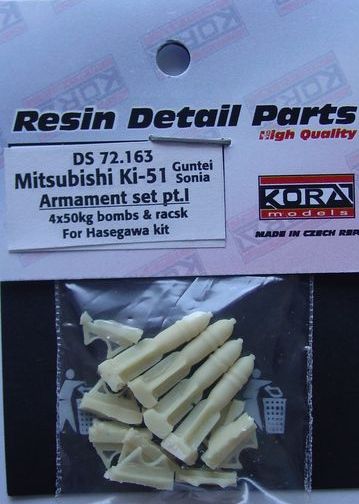 Resin Detail Parts
High Quality
DS 72.163
Mitsubishi Ki-51 Guntei Sonia
Armament set pt.I
4x50kg bombs & racsk
For Hasegawa kit
KORA
models
MADE IN CZECH REP